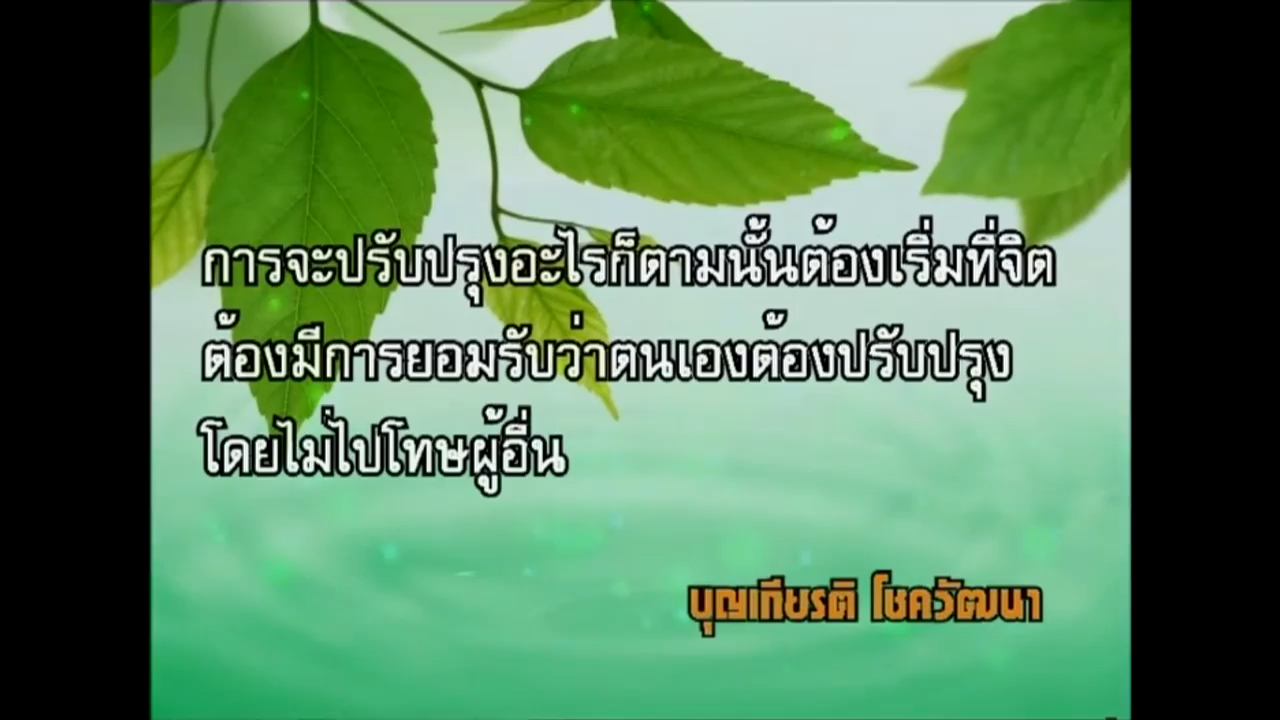 การจะปรับปรุงอะไรก็ตามนั้นต้องเริ่มที่จิต
ต้องมีการยอมรับว่าตนเองต้องปรับปรุง
โดยไม่ไปโทษผู้อื่น
บุญเกียรติ โชควัฒนา